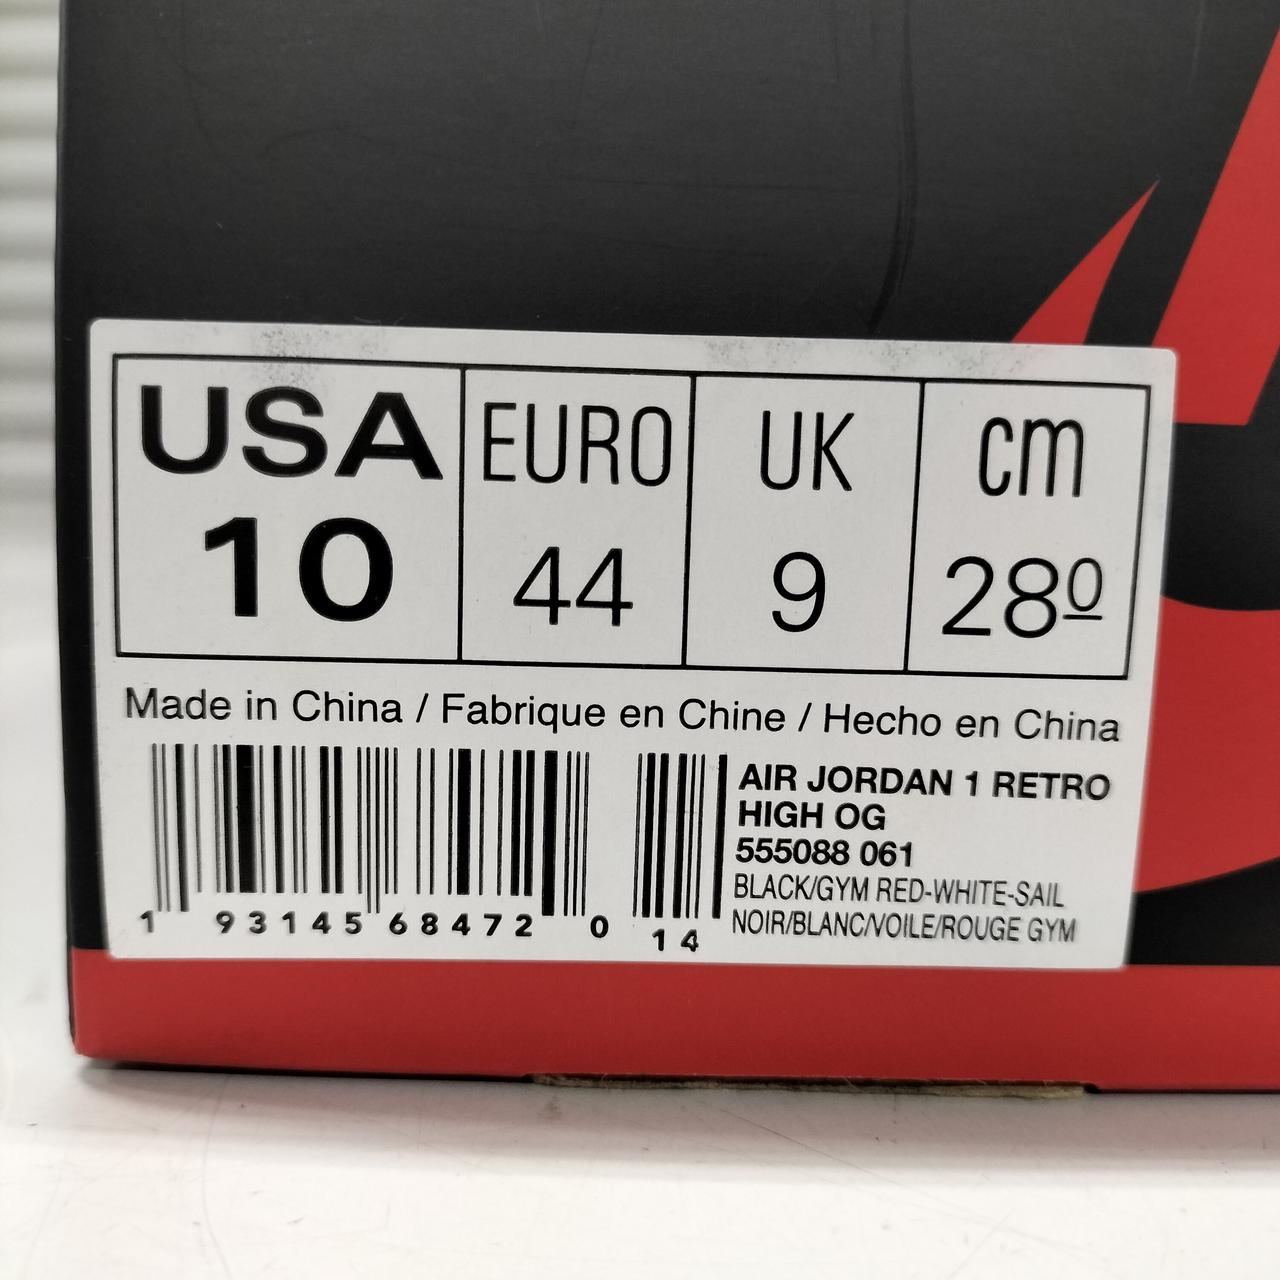 USA EURO UK cm
10 44 9 280
Made in China / Fabrique en Chine / Hecho en China
AIR JORDAN 1 RETRO
HIGH OG
555088 061
BLACK/GYM RED-WHITE-SAIL
NOIR/BLANC/VOILE/ROUGE GYM
1 93145 68472 0 14